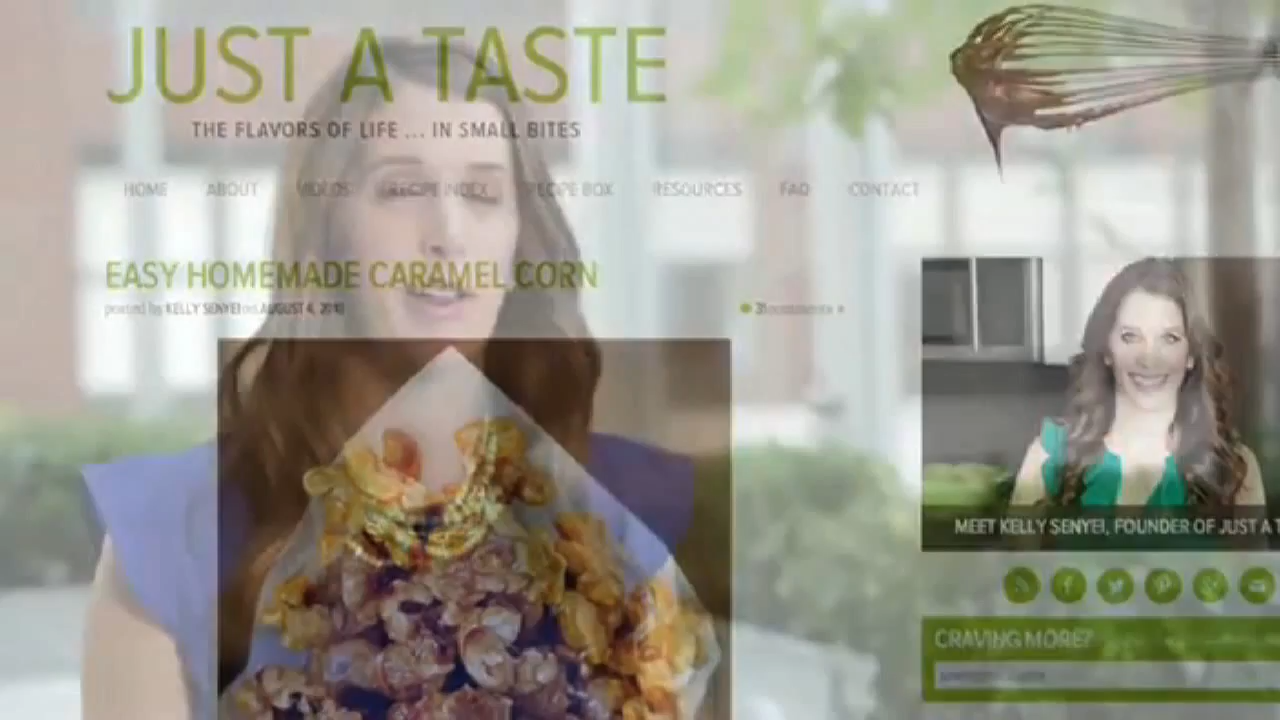 JUST A TASTE
THE FLAVORS OF LIFE ... IN SMALL BITES
HOME ABOUT VIDEOS RECIPE INDEX RECIPE BOX RESOURCES FAQ CONTACT
EASY HOMEMADE CARAMEL CORN
posted by KELLY SENYEI on AUGUST 4, 2010
31 comments »
MEET KELLY SENYEI, FOUNDER OF JUST A T
CRAVING MORE?